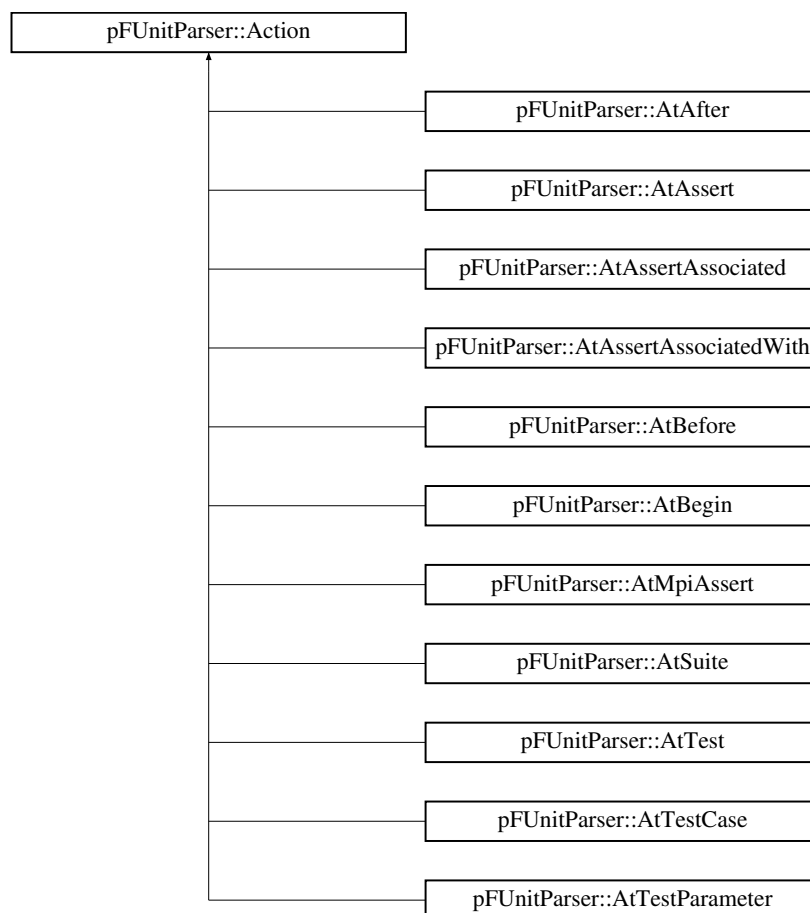 pFUnitParser::Action
pFUnitParser::AtAfter
pFUnitParser::AtAssert
pFUnitParser::AtAssertAssociated
pFUnitParser::AtAssertAssociatedWith
pFUnitParser::AtBefore
pFUnitParser::AtBegin
pFUnitParser::AtMpiAssert
pFUnitParser::AtSuite
pFUnitParser::AtTest
pFUnitParser::AtTestCase
pFUnitParser::AtTestParameter